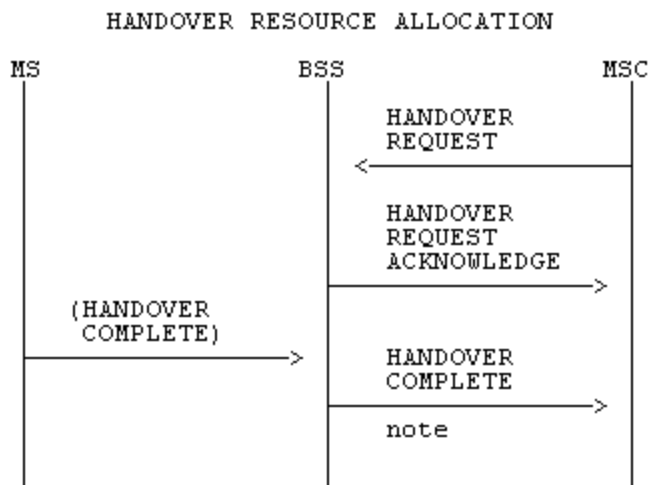 HANDOVER RESOURCE ALLOCATION
MS BSS MSC
HANDOVER
REQUEST
HANDOVER
REQUEST
ACKNOWLEDGE
(HANDOVER
COMPLETE)
HANDOVER
COMPLETE
note